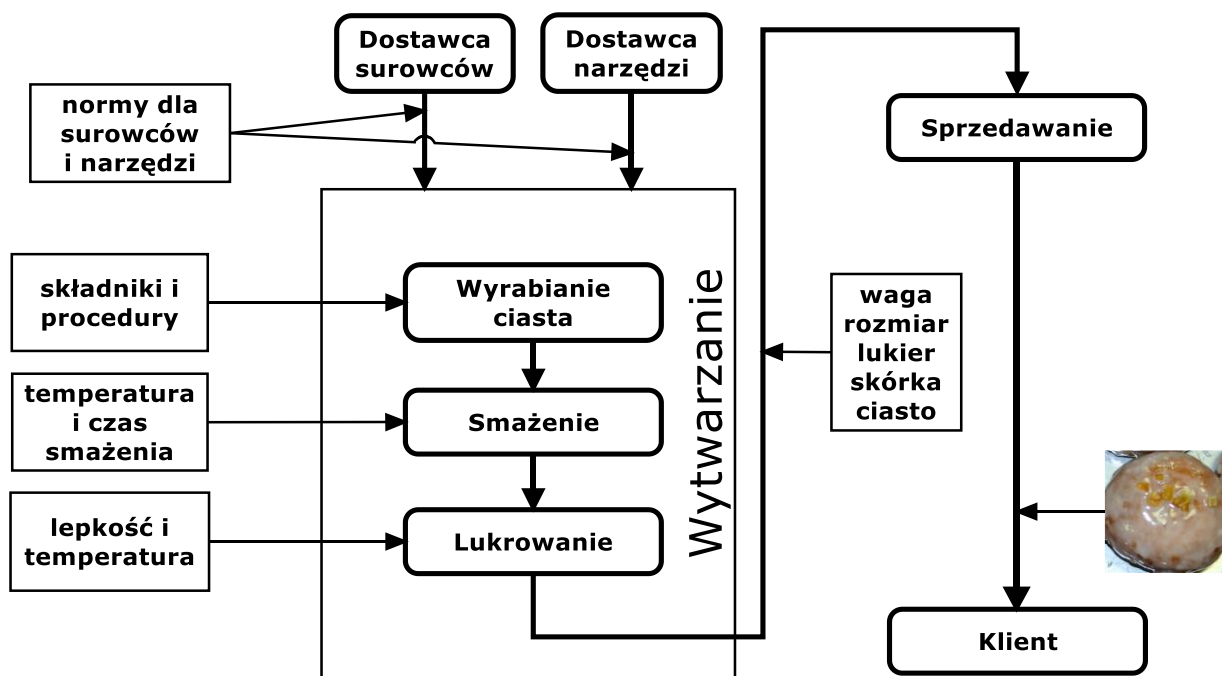 Dostawca
surowców
Dostawca
narzędzi
normy dla
surowców
i narzędzi
Sprzedawanie
składniki i
procedury
Wyrabianie
ciasta
Wytwarzanie
waga
rozmiar
lukier
skórka
ciasto
temperatura
i czas
smażenia
Smażenie
lepkość i
temperatura
Lukrowanie
Klient